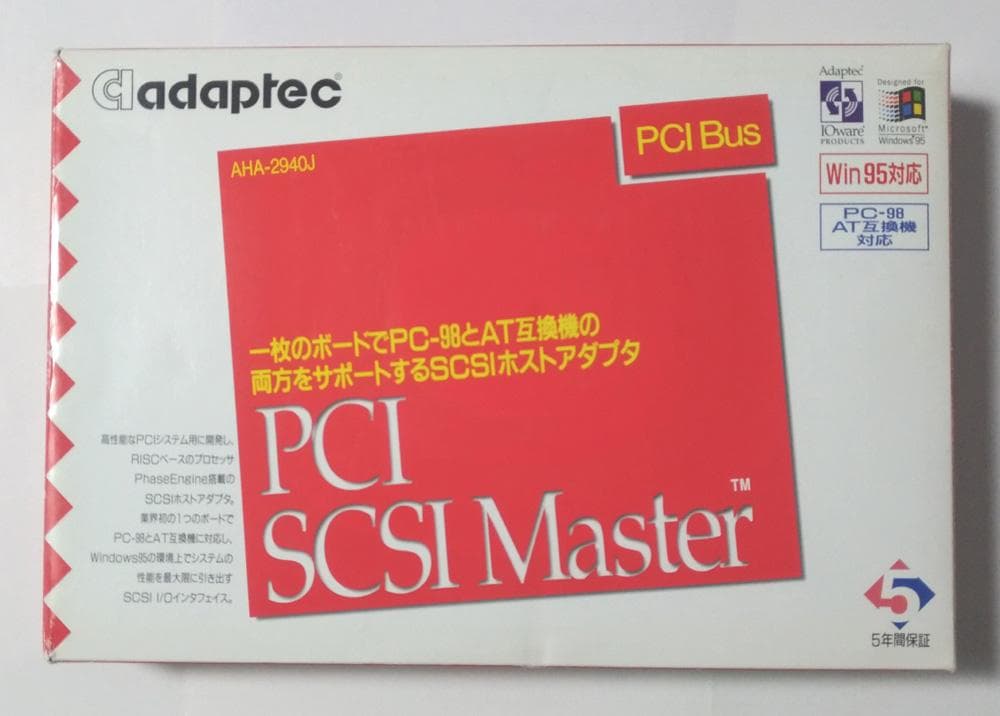 adaptec®
AHA-2940J
PCI Bus
Adaptec®
IOware™
PRODUCTS
Designed for
Microsoft®
Windows®95
Win 95対応
PC-98
AT互換機
対応
一枚のボードでPC-98とAT互換機の
両方をサポートするSCSIホストアダプタ
PCI
SCSI Master™
高性能なPCIシステム用に開発し、
RISCベースのプロセッサ
PhaseEngine搭載の
SCSIホストアダプタ。
業界初の1つのボードで
PC-98とAT互換機に対応し、
Windows95の環境上でシステムの
性能を最大限に引き出す
SCSI I/Oインタフェイス。
5
5年間保証